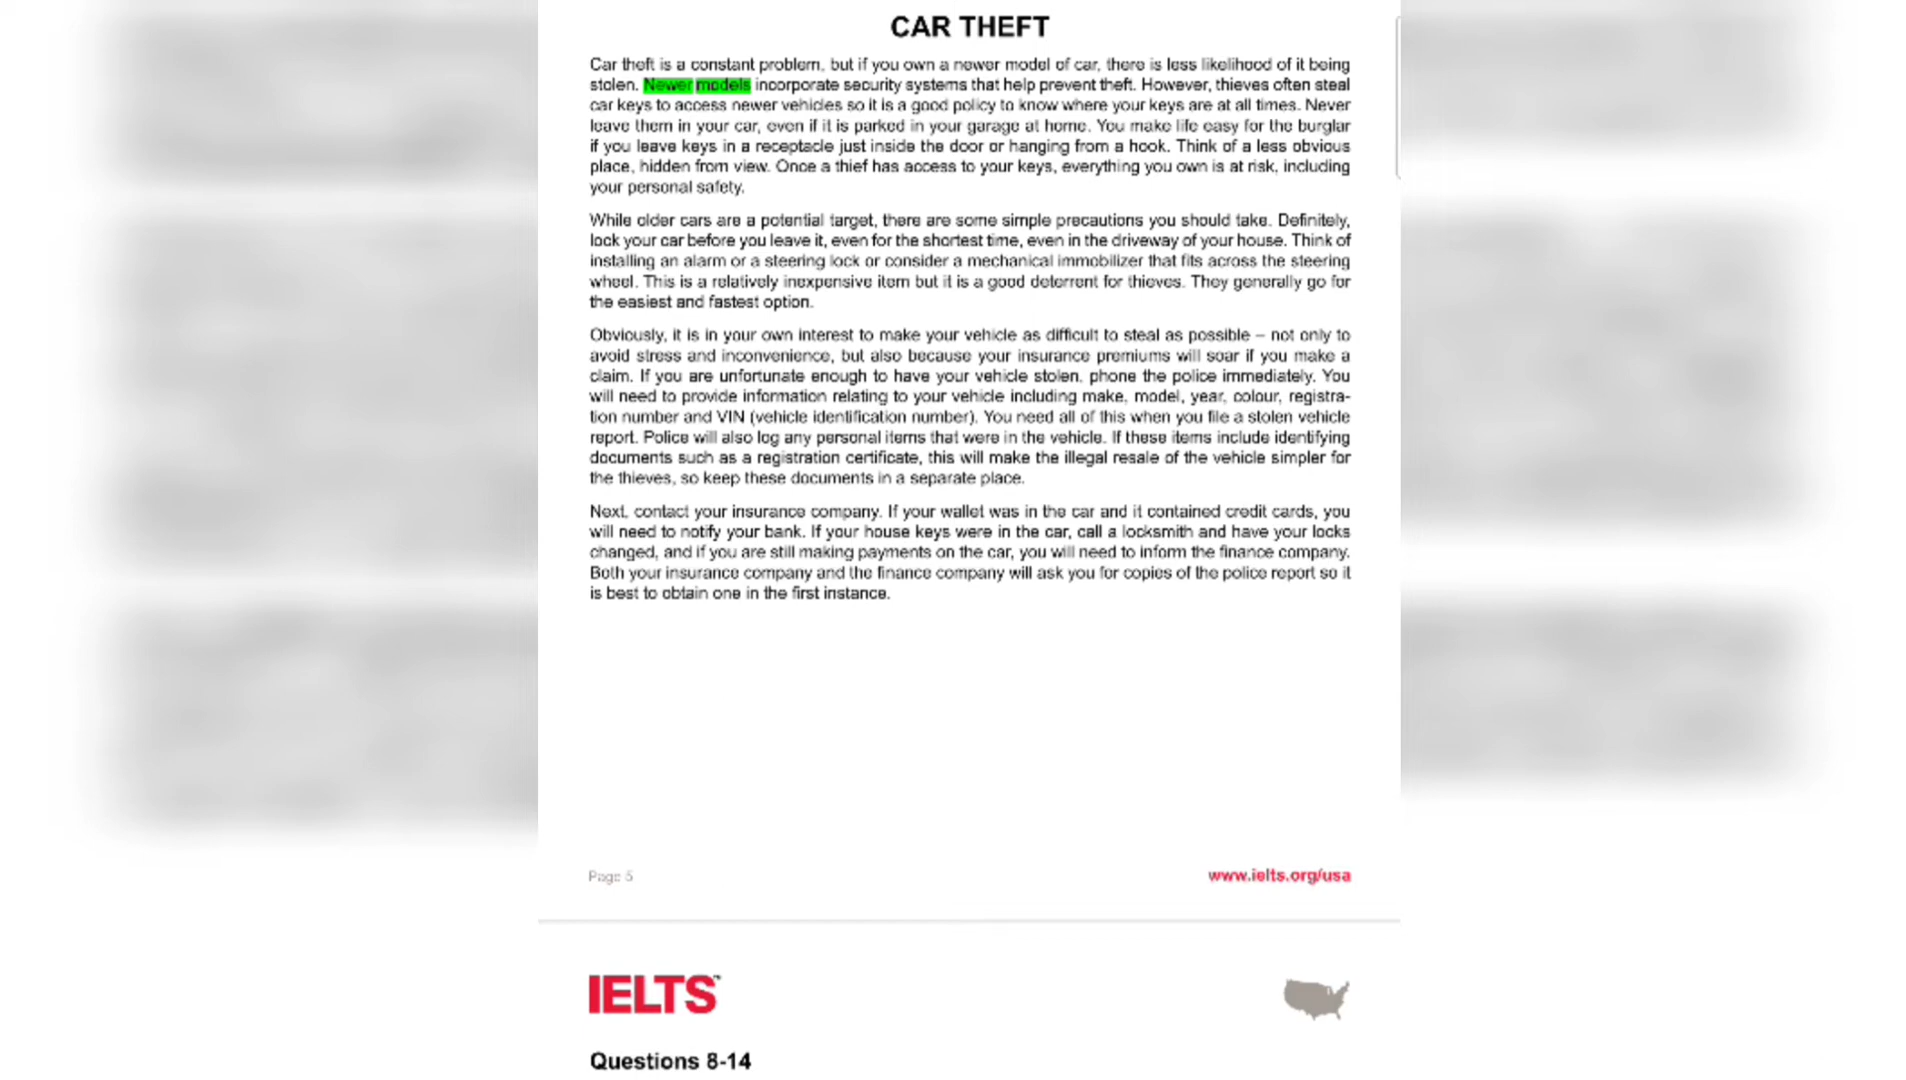 CAR THEFT
Car theft is a constant problem, but if you own a newer model of car, there is less likelihood of it being
stolen. Newer models incorporate security systems that help prevent theft. However, thieves often steal
car keys to access newer vehicles so it is a good policy to know where your keys are at all times. Never
leave them in your car, even if it is parked in your garage at home. You make life easy for the burglar
if you leave keys in a receptacle just inside the door or hanging from a hook. Think of a less obvious
place, hidden from view. Once a thief has access to your keys, everything you own is at risk, including
your personal safety.
While older cars are a potential target, there are some simple precautions you should take. Definitely,
lock your car before you leave it, even for the shortest time, even in the driveway of your house. Think of
installing an alarm or a steering lock or consider a mechanical immobilizer that fits across the steering
wheel. This is a relatively inexpensive item but it is a good deterrent for thieves. They generally go for
the easiest and fastest option.
Obviously, it is in your own interest to make your vehicle as difficult to steal as possible – not only to
avoid stress and inconvenience, but also because your insurance premiums will soar if you make a
claim. If you are unfortunate enough to have your vehicle stolen, phone the police immediately. You
will need to provide information relating to your vehicle including make, model, year, colour, registra-
tion number and VIN (vehicle identification number). You need all of this when you file a stolen vehicle
report. Police will also log any personal items that were in the vehicle. If these items include identifying
documents such as a registration certificate, this will make the illegal resale of the vehicle simpler for
the thieves, so keep these documents in a separate place.
Next, contact your insurance company. If your wallet was in the car and it contained credit cards, you
will need to notify your bank. If your house keys were in the car, call a locksmith and have your locks
changed, and if you are still making payments on the car, you will need to inform the finance company.
Both your insurance company and the finance company will ask you for copies of the police report so it
is best to obtain one in the first instance.
Page 5
www.ielts.org/usa
IELTS™
Questions 8-14